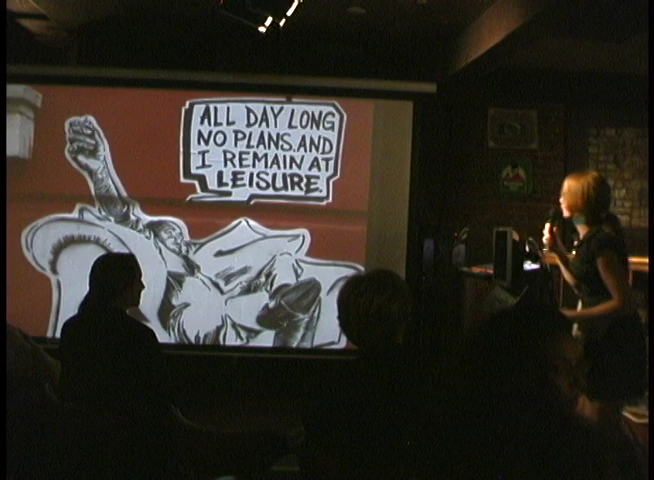 ALL DAY LONG
NO PLANS. AND
I REMAIN AT
LEISURE.